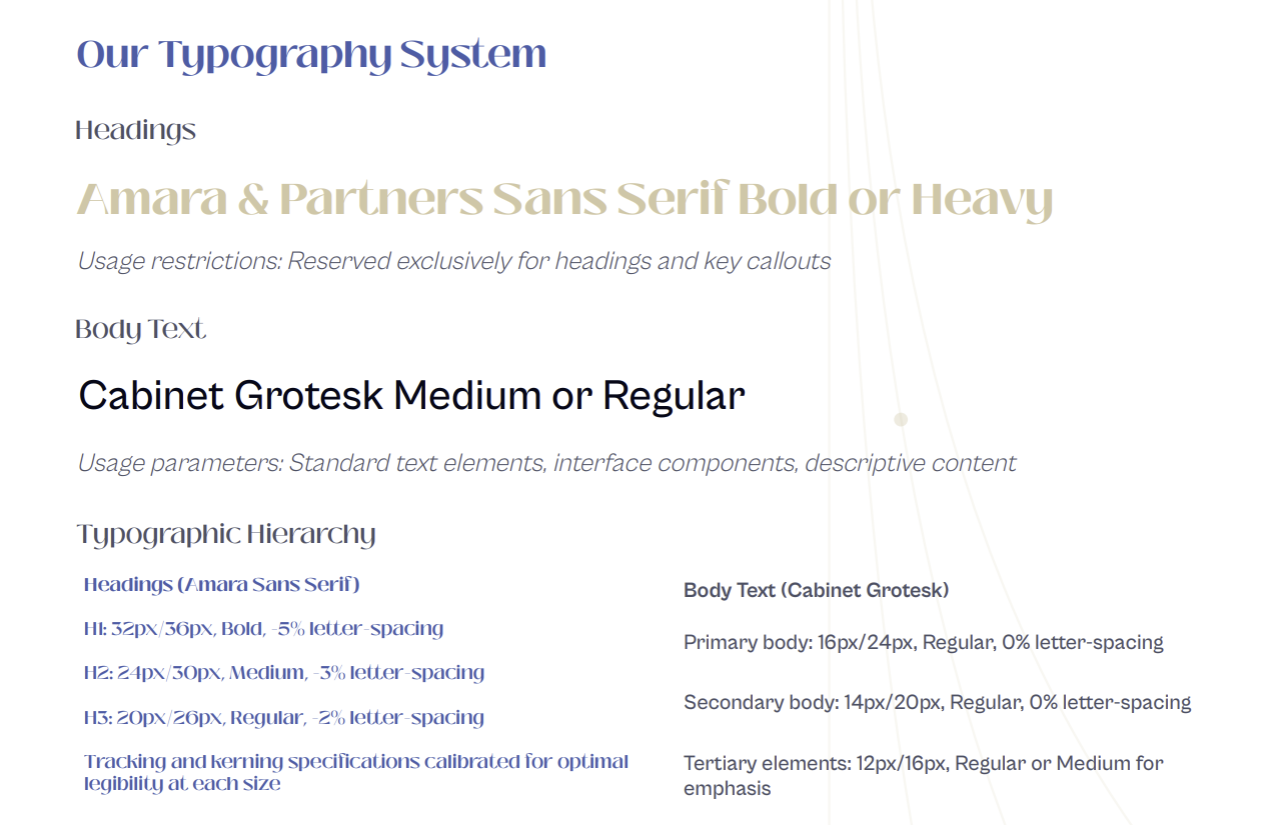 Our Typography System
Headings
Amara & Partners Sans Serif Bold or Heavy
Usage restrictions: Reserved exclusively for headings and key callouts
Body Text
Cabinet Grotesk Medium or Regular
Usage parameters: Standard text elements, interface components, descriptive content
Typographic Hierarchy
Headings (Amara Sans Serif)
H1: 32px/36px, Bold, -5% letter-spacing
H2: 24px/30px, Medium, -3% letter-spacing
H3: 20px/26px, Regular, -2% letter-spacing
Tracking and kerning specifications calibrated for optimal
legibility at each size
Body Text (Cabinet Grotesk)
Primary body: 16px/24px, Regular, 0% letter-spacing
Secondary body: 14px/20px, Regular, 0% letter-spacing
Tertiary elements: 12px/16px, Regular or Medium for
emphasis